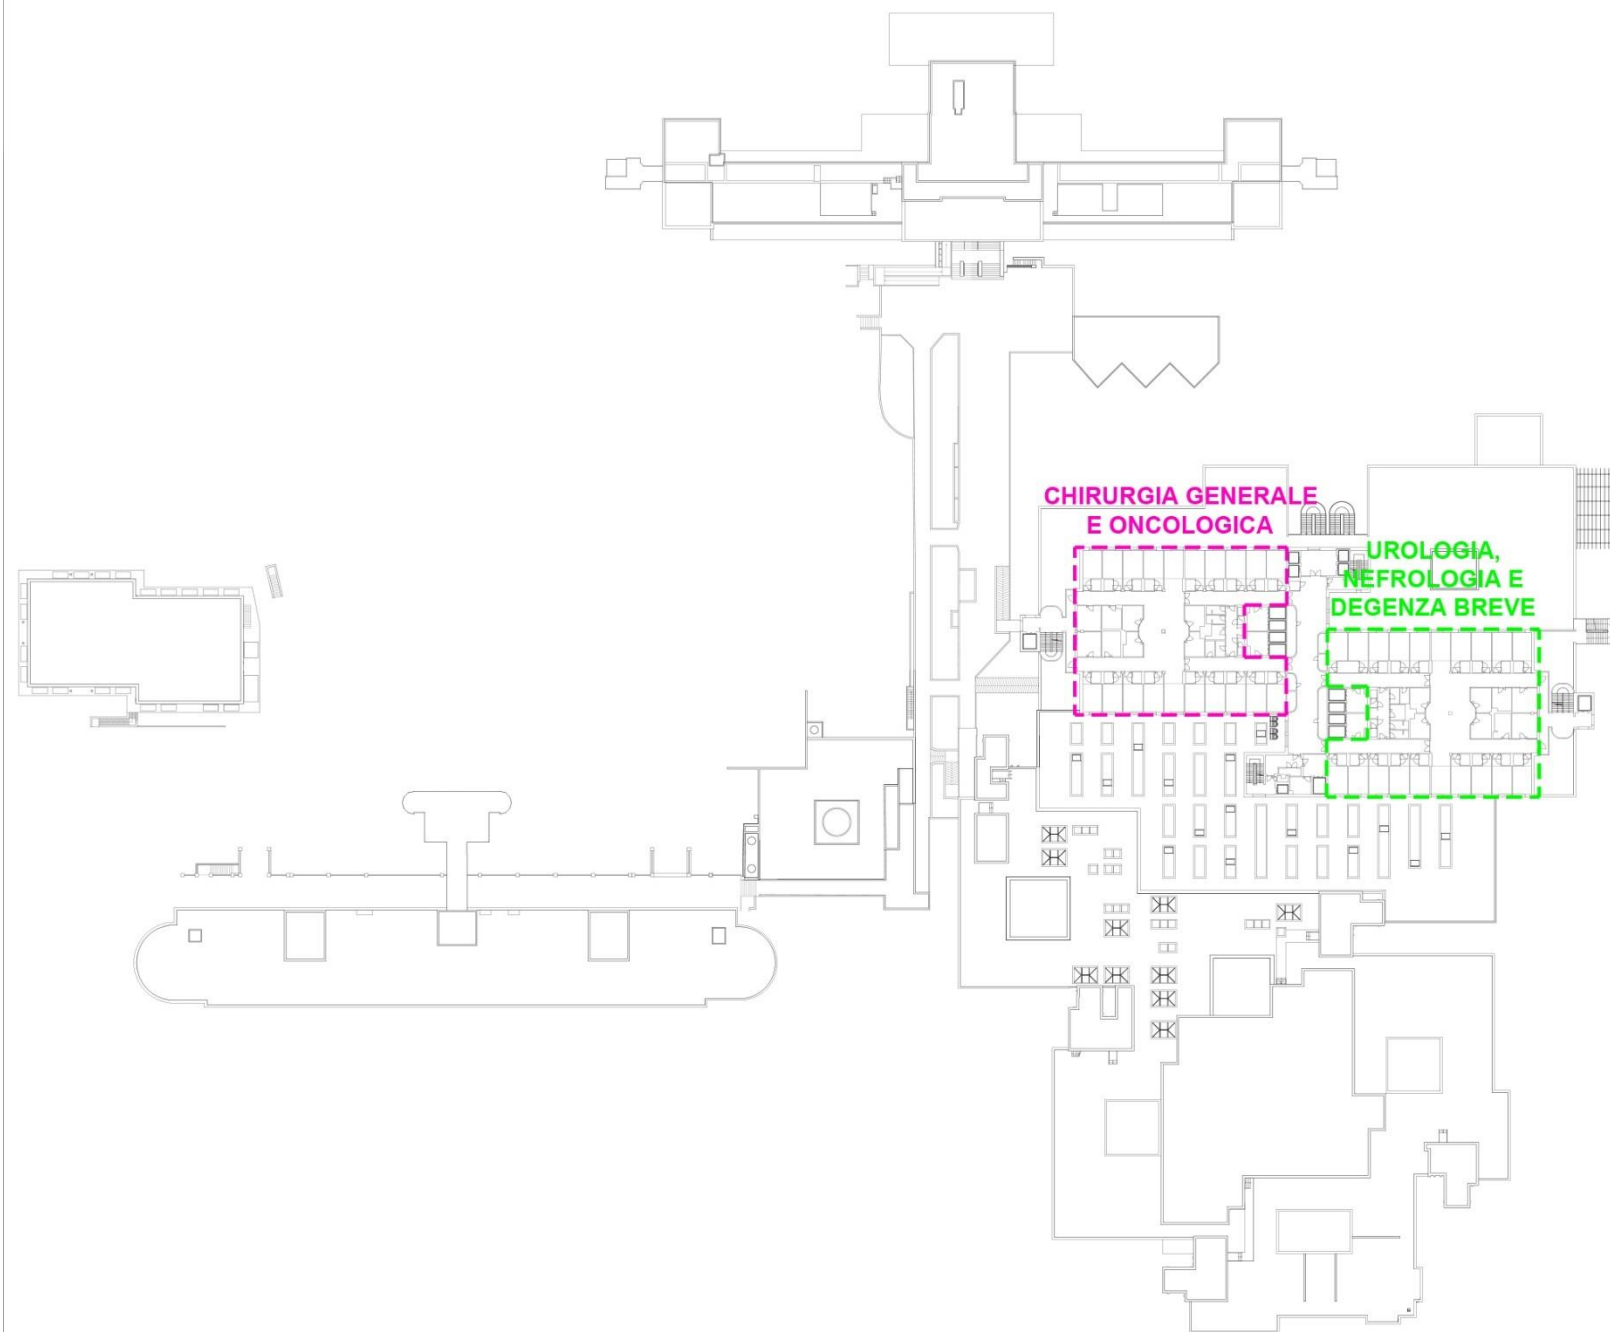 CHIRURGIA GENERALE
E ONCOLOGICA
UROLOGIA,
NEFROLOGIA E
DEGENZA BREVE